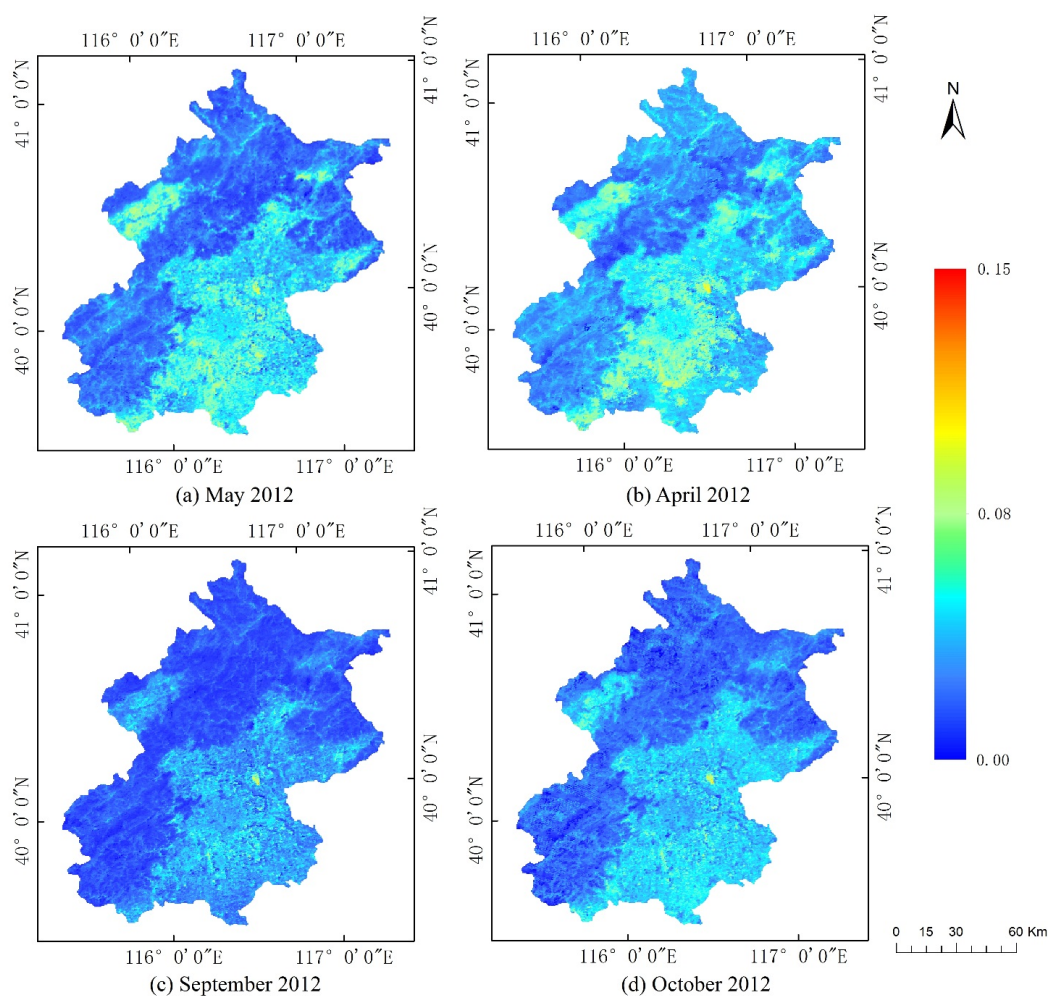 116° 0′0″E 117° 0′0″E
41° 0′0″N 41° 0′0″N
40° 0′0″N 40° 0′0″N
116° 0′0″E 117° 0′0″E
(a) May 2012
116° 0′0″E 117° 0′0″E
41° 0′0″N 41° 0′0″N
40° 0′0″N 40° 0′0″N
116° 0′0″E 117° 0′0″E
(b) April 2012
116° 0′0″E 117° 0′0″E
41° 0′0″N 41° 0′0″N
40° 0′0″N 40° 0′0″N
116° 0′0″E 117° 0′0″E
(c) September 2012
116° 0′0″E 117° 0′0″E
41° 0′0″N 41° 0′0″N
40° 0′0″N 40° 0′0″N
116° 0′0″E 117° 0′0″E
(d) October 2012
N
0.15
0.08
0.00
0 15 30 60 Km